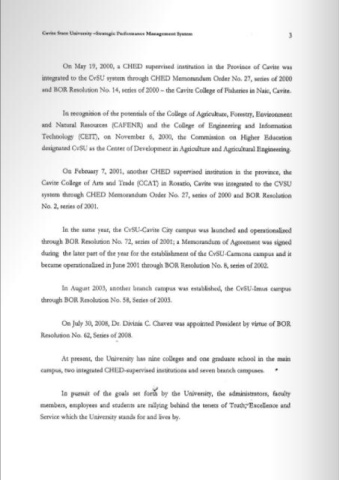 Cavite State University –Strategic Performance Management System
3
On May 19, 2000, a CHED supervised institution in the Province of Cavite was
integrated to the CvSU system through CHED Memorandum Order No. 27, series of 2000
and BOR Resolution No. 14, series of 2000 – the Cavite College of Fisheries in Naic, Cavite.
In recognition of the potentials of the College of Agriculture, Forestry, Environment
and Natural Resources (CAFENR) and the College of Engineering and Information
Technology (CEIT), on November 6, 2000, the Commission on Higher Education
designated CvSU as the Center of Development in Agriculture and Agricultural Engineering.
On February 7, 2001, another CHED supervised institution in the province, the
Cavite College of Arts and Trade (CCAT) in Rosario, Cavite was integrated to the CVSU
system through CHED Memorandum Order No. 27, series of 2000 and BOR Resolution
No. 2, series of 2001.
In the same year, the CvSU-Cavite City campus was launched and operationalized
through BOR Resolution No. 72, series of 2001; a Memorandum of Agreement was signed
during the later part of the year for the establishment of the CvSU-Carmona campus and it
became operationalized in June 2001 through BOR Resolution No. 8, series of 2002.
In August 2003, another branch campus was established, the CvSU-Imus campus
through BOR Resolution No. 58, Series of 2003.
On July 30, 2008, Dr. Divinia C. Chavez was appointed President by virtue of BOR
Resolution No. 62, Series of 2008.
At present, the University has nine colleges and one graduate school in the main
campus, two integrated CHED-supervised institutions and seven branch campuses.
In pursuit of the goals set forth by the University, the administrators, faculty
members, employees and students are rallying behind the tenets of Truth, Excellence and
Service which the University stands for and lives by.